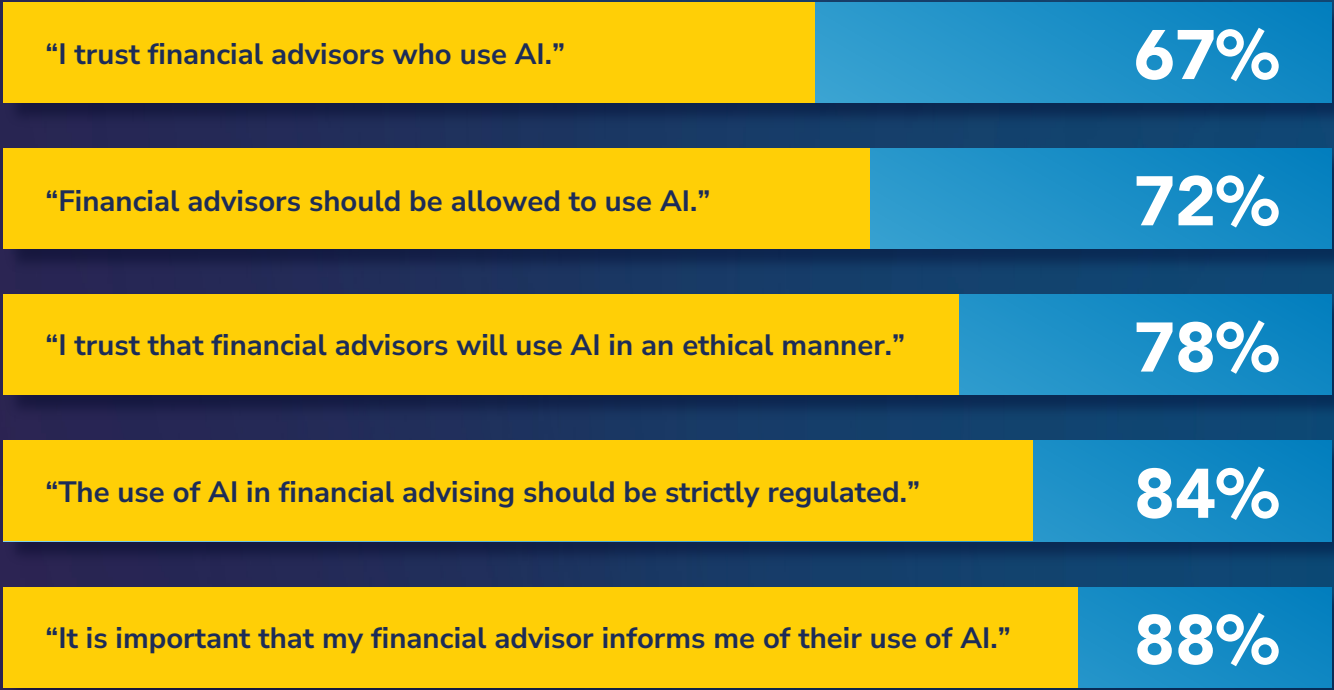 “I trust financial advisors who use AI.”
67%
“Financial advisors should be allowed to use AI.”
72%
“I trust that financial advisors will use AI in an ethical manner.”
78%
“The use of AI in financial advising should be strictly regulated.”
84%
“It is important that my financial advisor informs me of their use of AI.”
88%